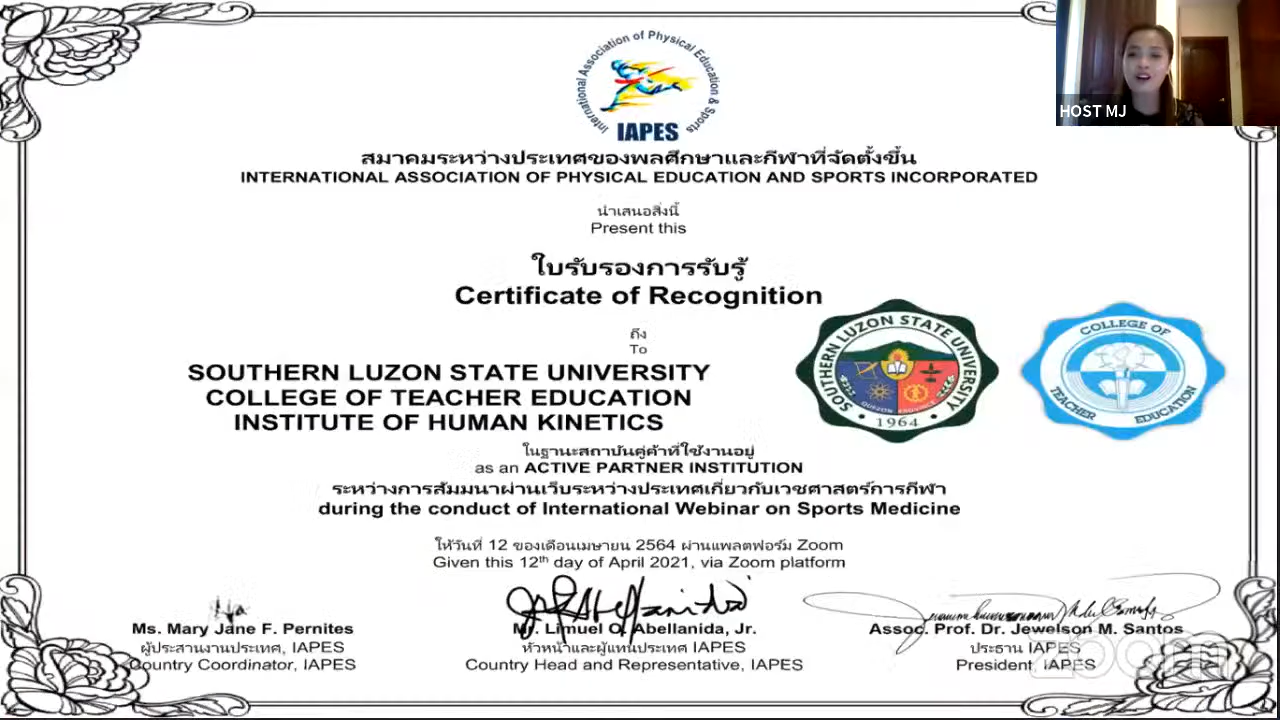 International Association of Physical Education & Sports
IAPES
HOST MJ
สมาคมระหว่างประเทศของพลศึกษาและกีฬาที่จัดตั้งขึ้น
INTERNATIONAL ASSOCIATION OF PHYSICAL EDUCATION AND SPORTS INCORPORATED
นำเสนอสิ่งนี้
Present this
ใบรับรองการรับรู้
Certificate of Recognition
ถึง
To
SOUTHERN LUZON STATE UNIVERSITY
COLLEGE OF TEACHER EDUCATION
INSTITUTE OF HUMAN KINETICS
SOUTHERN LUZON STATE UNIVERSITY
QUEZON PROVINCE
1964
COLLEGE OF
TEACHER EDUCATION
ในฐานะสถาบันคู่ค้าที่ใช้งานอยู่
as an ACTIVE PARTNER INSTITUTION
ระหว่างการสัมมนาผ่านเว็บระหว่างประเทศเกี่ยวกับเวชศาสตร์การกีฬา
during the conduct of International Webinar on Sports Medicine
ให้วันที่ 12 ของเดือนเมษายน 2564 ผ่านแพลตฟอร์ม Zoom
Given this 12th day of April 2021, via Zoom platform
Ms. Mary Jane F. Pernites
ผู้ประสานงานประเทศ, IAPES
Country Coordinator, IAPES
Mr. Limuel O. Abellanida, Jr.
หัวหน้าและผู้แทนประเทศ IAPES
Country Head and Representative, IAPES
Assoc. Prof. Dr. Jewelson M. Santos
ประธาน IAPES
President, IAPES
zoom